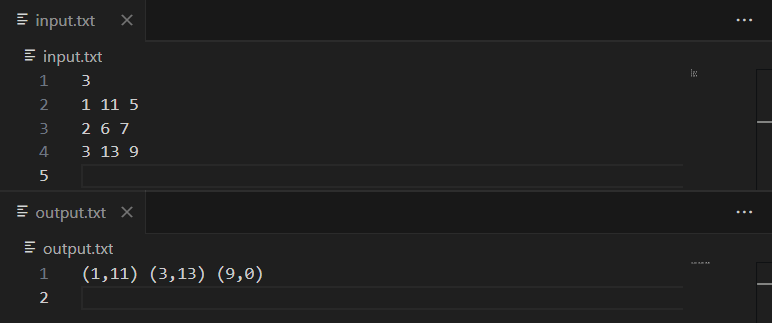 input.txt
input.txt
1 3
2 1 11 5
3 2 6 7
4 3 13 9
5
output.txt
output.txt
1 (1,11) (3,13) (9,0)
2